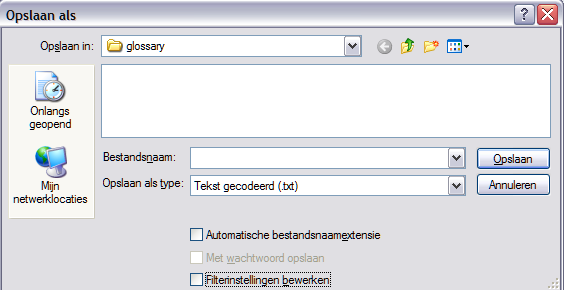 Opslaan als
Opslaan in: glossary
Onlangs
geopend
Mijn
netwerklocaties
Bestandsnaam: Opslaan
Opslaan als type: Tekst gecodeerd (.txt) Annuleren
Automatische bestandsnaamextensie
Met wachtwoord opslaan
Filterinstellingen bewerken